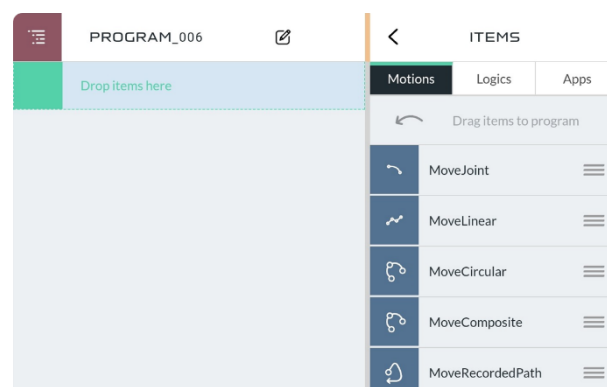 PROGRAM_006
Drop items here
ITEMS
Motions Logics Apps
Drag items to program
MoveJoint
MoveLinear
MoveCircular
MoveComposite
MoveRecordedPath